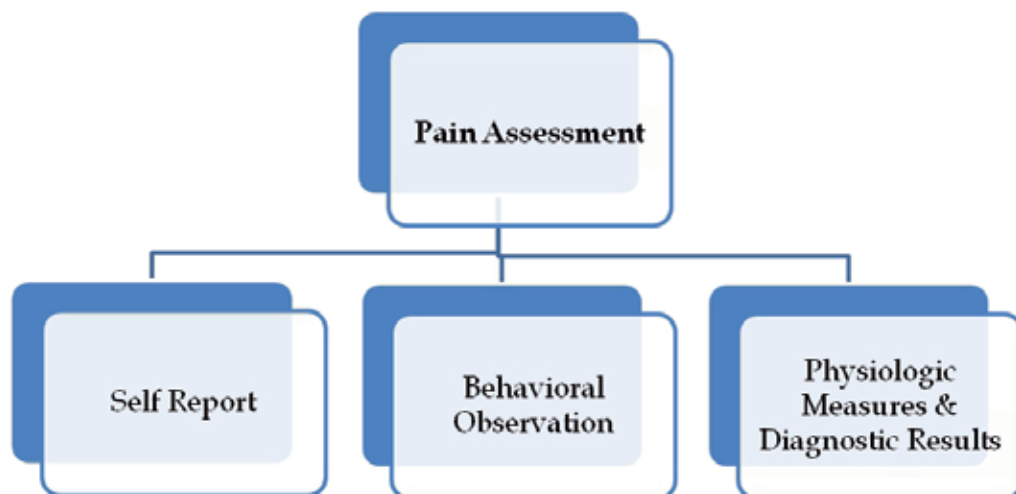 Pain Assessment
Self Report
Behavioral
Observation
Physiologic
Measures &
Diagnostic Results